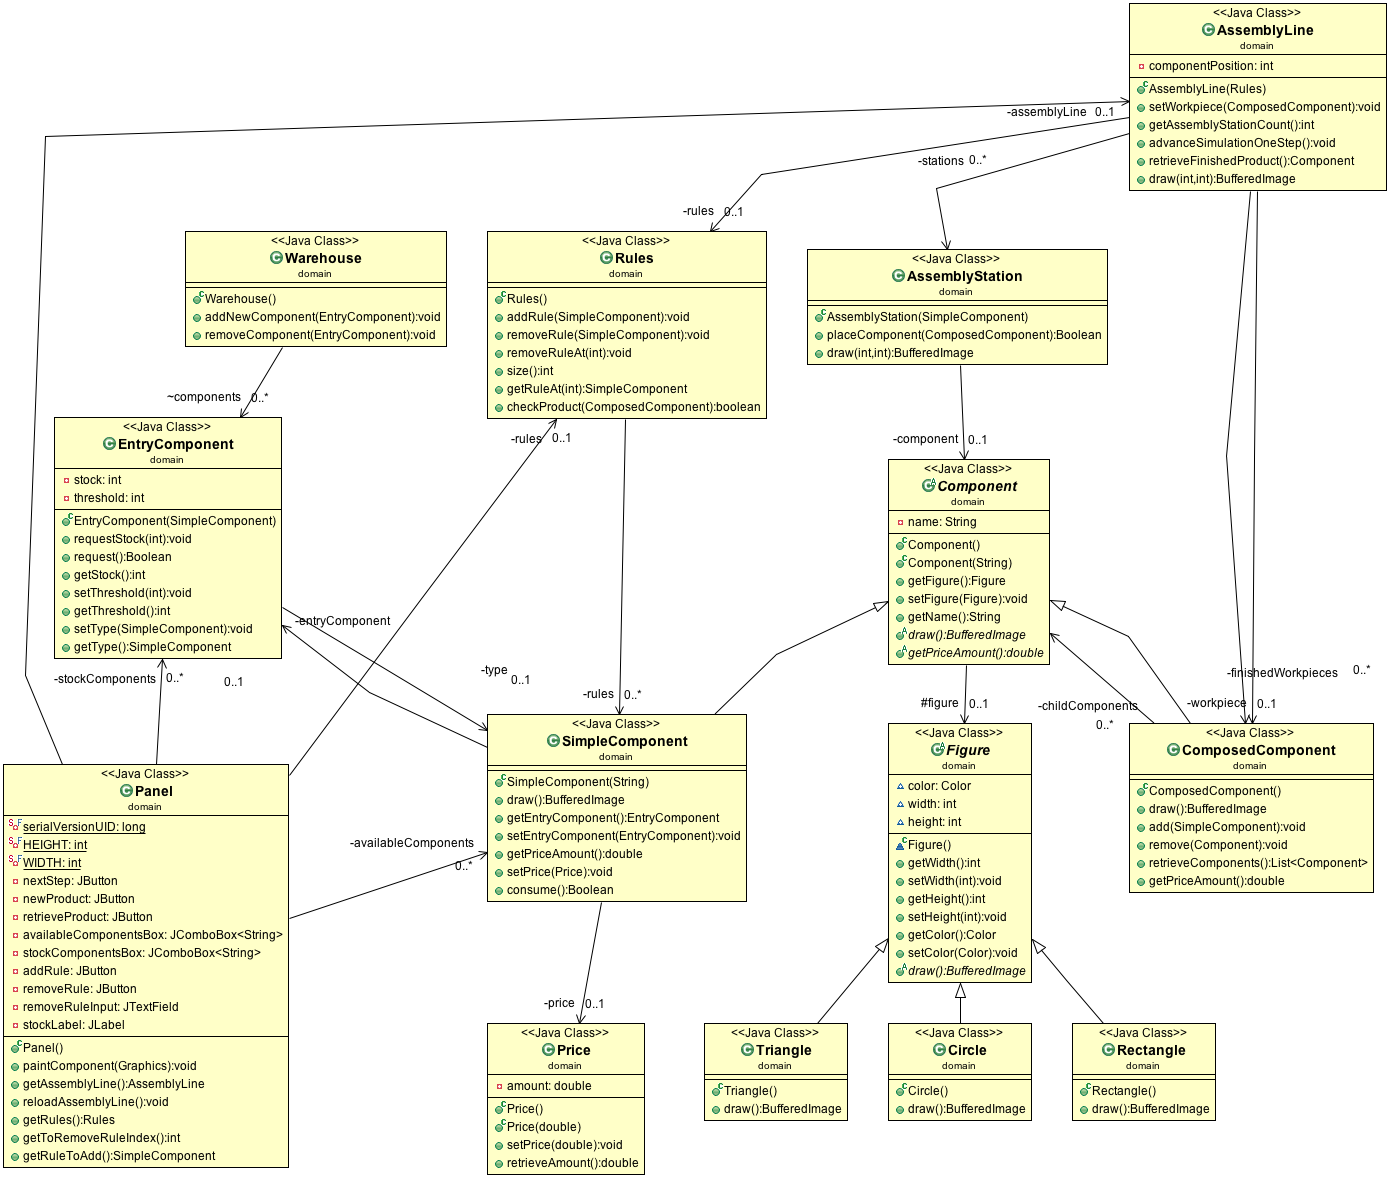 <<Java Class>>
AssemblyLine
domain
componentPosition: int
AssemblyLine(Rules)
setWorkpiece(ComposedComponent):void
getAssemblyStationCount():int
advanceSimulationOneStep():void
retrieveFinishedProduct():Component
draw(int,int):BufferedImage
-assemblyLine 0..1
-stations 0..*
-rules 0..1
<<Java Class>>
Warehouse
domain
Warehouse()
addNewComponent(EntryComponent):void
removeComponent(EntryComponent):void
~components 0..*
<<Java Class>>
Rules
domain
Rules()
addRule(SimpleComponent):void
removeRule(SimpleComponent):void
removeRuleAt(int):void
size():int
getRuleAt(int):SimpleComponent
checkProduct(ComposedComponent):boolean
-rules 0..1
<<Java Class>>
AssemblyStation
domain
AssemblyStation(SimpleComponent)
placeComponent(ComposedComponent):Boolean
draw(int,int):BufferedImage
-component 0..1
<<Java Class>>
EntryComponent
domain
stock: int
threshold: int
EntryComponent(SimpleComponent)
requestStock(int):void
request():Boolean
getStock():int
setThreshold(int):void
getThreshold():int
setType(SimpleComponent):void
getType():SimpleComponent
-entryComponent
0..1
-stockComponents 0..*
-type
0..1
-rules 0..*
<<Java Class>>
Component
domain
name: String
Component()
Component(String)
getFigure():Figure
setFigure(Figure):void
getName():String
draw():BufferedImage
getPriceAmount():double
#figure 0..1
-childComponents
0..*
-finishedWorkpieces 0..*
-workpiece 0..1
<<Java Class>>
SimpleComponent
domain
SimpleComponent(String)
draw():BufferedImage
getEntryComponent():EntryComponent
setEntryComponent(EntryComponent):void
getPriceAmount():double
setPrice(Price):void
consume():Boolean
-availableComponents
0..*
-price 0..1
<<Java Class>>
Figure
domain
color: Color
width: int
height: int
Figure()
getWidth():int
setWidth(int):void
getHeight():int
setHeight(int):void
getColor():Color
setColor(Color):void
draw():BufferedImage
<<Java Class>>
ComposedComponent
domain
ComposedComponent()
draw():BufferedImage
add(SimpleComponent):void
remove(Component):void
retrieveComponents():List<Component>
getPriceAmount():double
<<Java Class>>
Panel
domain
serialVersionUID: long
HEIGHT: int
WIDTH: int
nextStep: JButton
newProduct: JButton
retrieveProduct: JButton
availableComponentsBox: JComboBox<String>
stockComponentsBox: JComboBox<String>
addRule: JButton
removeRule: JButton
removeRuleInput: JTextField
stockLabel: JLabel
Panel()
paintComponent(Graphics):void
getAssemblyLine():AssemblyLine
reloadAssemblyLine():void
getRules():Rules
getToRemoveRuleIndex():int
getRuleToAdd():SimpleComponent
<<Java Class>>
Price
domain
amount: double
Price()
Price(double)
setPrice(double):void
retrieveAmount():double
<<Java Class>>
Triangle
domain
Triangle()
draw():BufferedImage
<<Java Class>>
Circle
domain
Circle()
draw():BufferedImage
<<Java Class>>
Rectangle
domain
Rectangle()
draw():BufferedImage